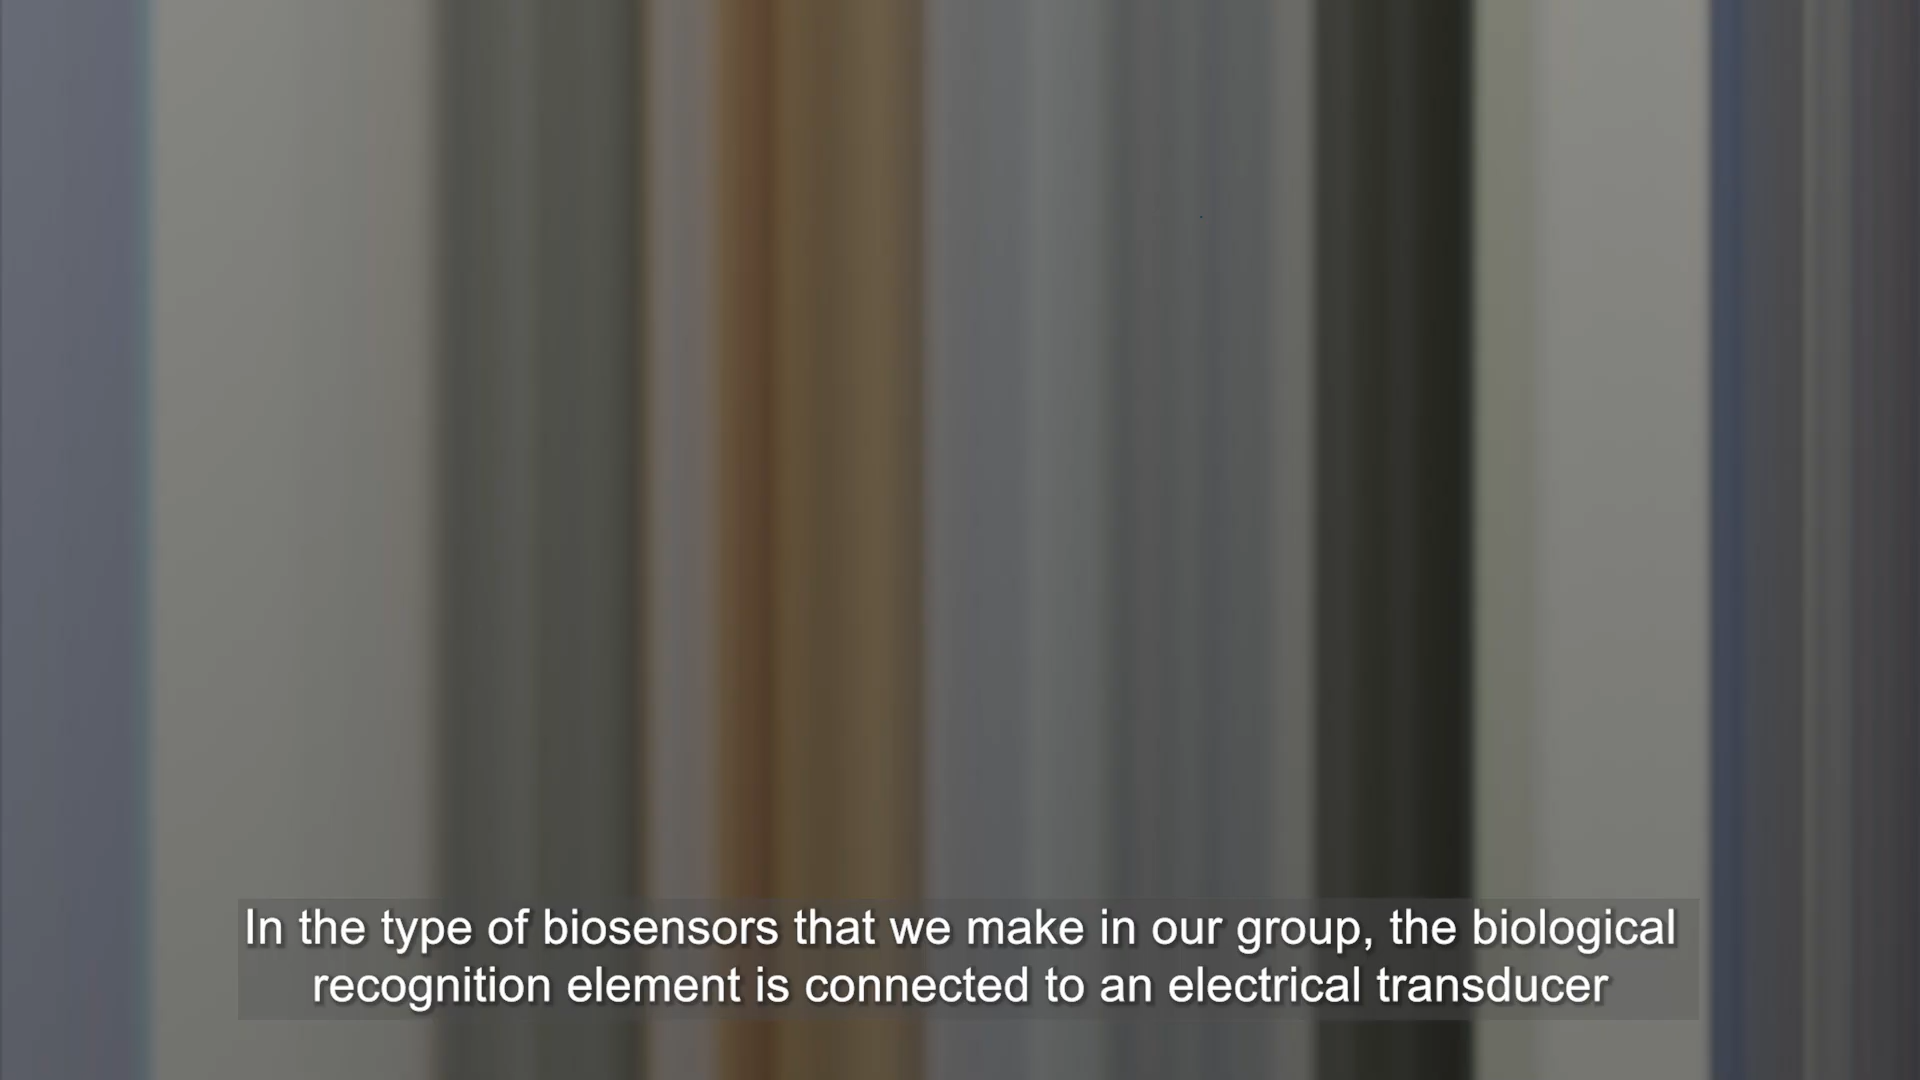 In the type of biosensors that we make in our group, the biological
recognition element is connected to an electrical transducer